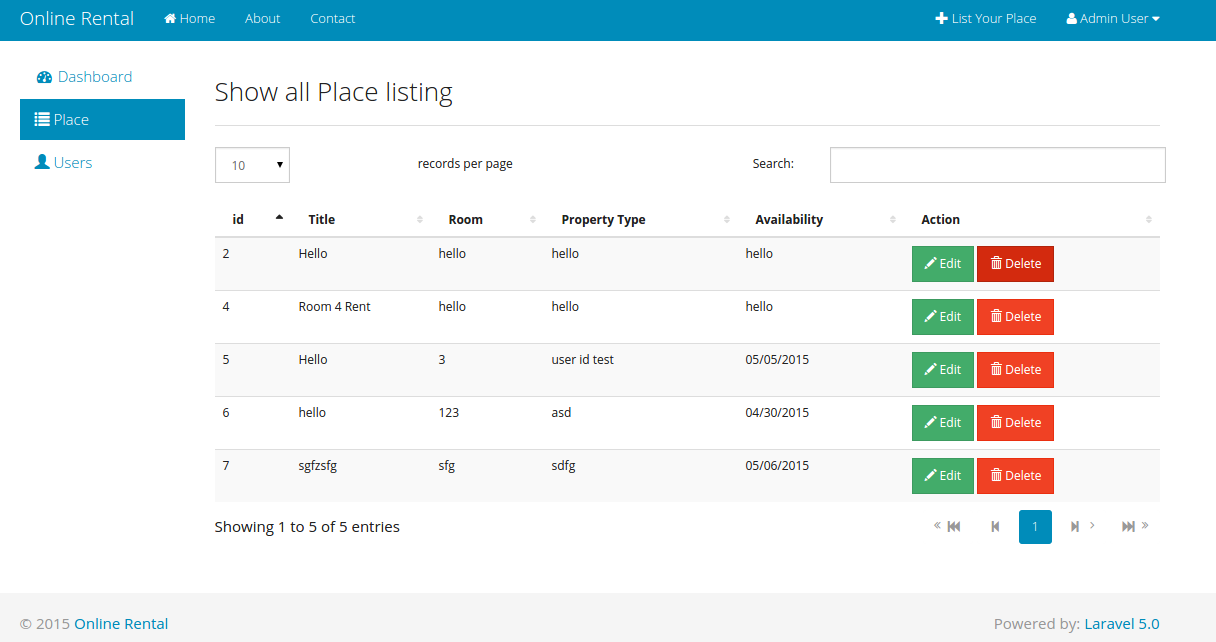 Online Rental Home About Contact List Your Place Admin User
Dashboard
Place
Users
Show all Place listing
10 records per page Search:
id Title Room Property Type Availability Action
2 Hello hello hello hello Edit Delete
4 Room 4 Rent hello hello hello Edit Delete
5 Hello 3 user id test 05/05/2015 Edit Delete
6 hello 123 asd 04/30/2015 Edit Delete
7 sgfzsfg sfg sdfg 05/06/2015 Edit Delete
Showing 1 to 5 of 5 entries « 1 › »
© 2015 Online Rental Powered by: Laravel 5.0